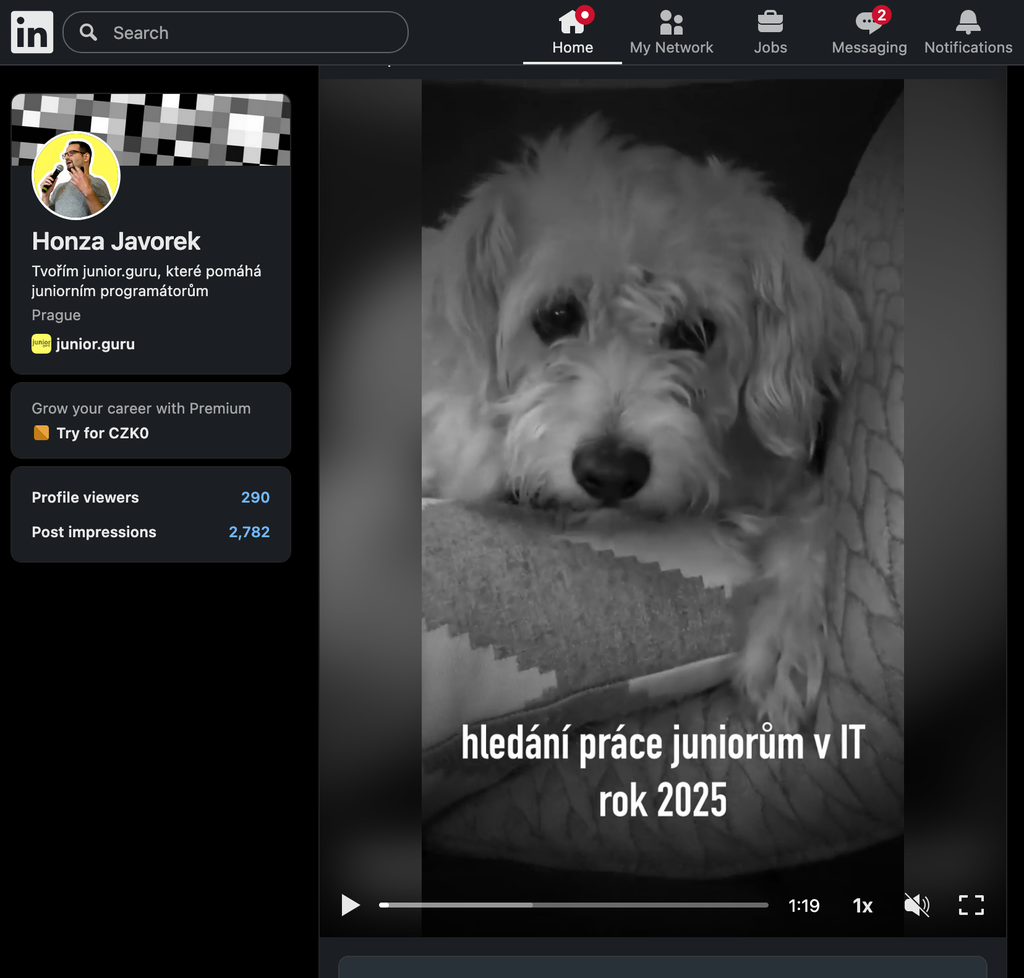 in
Search
Home
My Network
Jobs
2
Messaging
Notifications
Honza Javorek
Tvořím junior.guru, které pomáhá
juniorním programátorům
Prague
junior.guru
Grow your career with Premium
Try for CZK0
Profile viewers 290
Post impressions 2,782
hledání práce juniorům v IT
rok 2025
1:19
1x